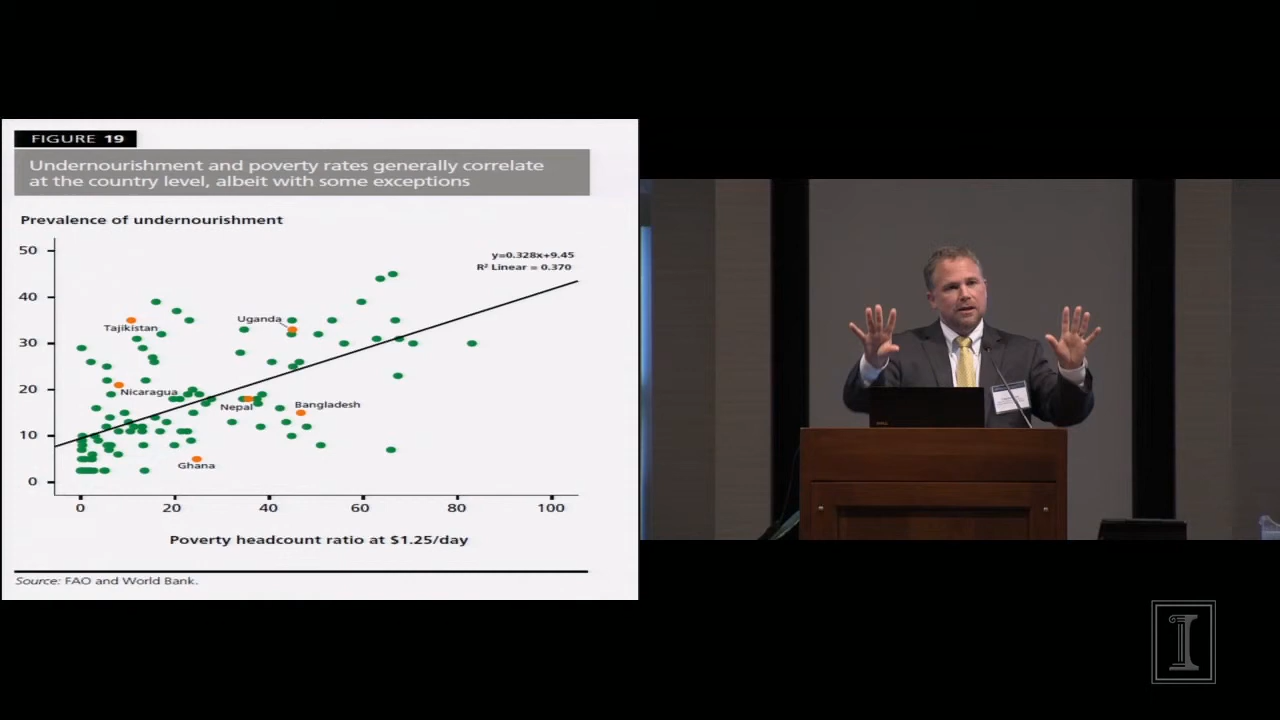 FIGURE 19
Undernourishment and poverty rates generally correlate
at the country level, albeit with some exceptions
Prevalence of undernourishment
y=0.328x+9.45
R² Linear = 0.370
50
40
30
20
10
0
Tajikistan
Uganda
Nicaragua
Nepal
Bangladesh
Ghana
0 20 40 60 80 100
Poverty headcount ratio at $1.25/day
Source: FAO and World Bank.
I